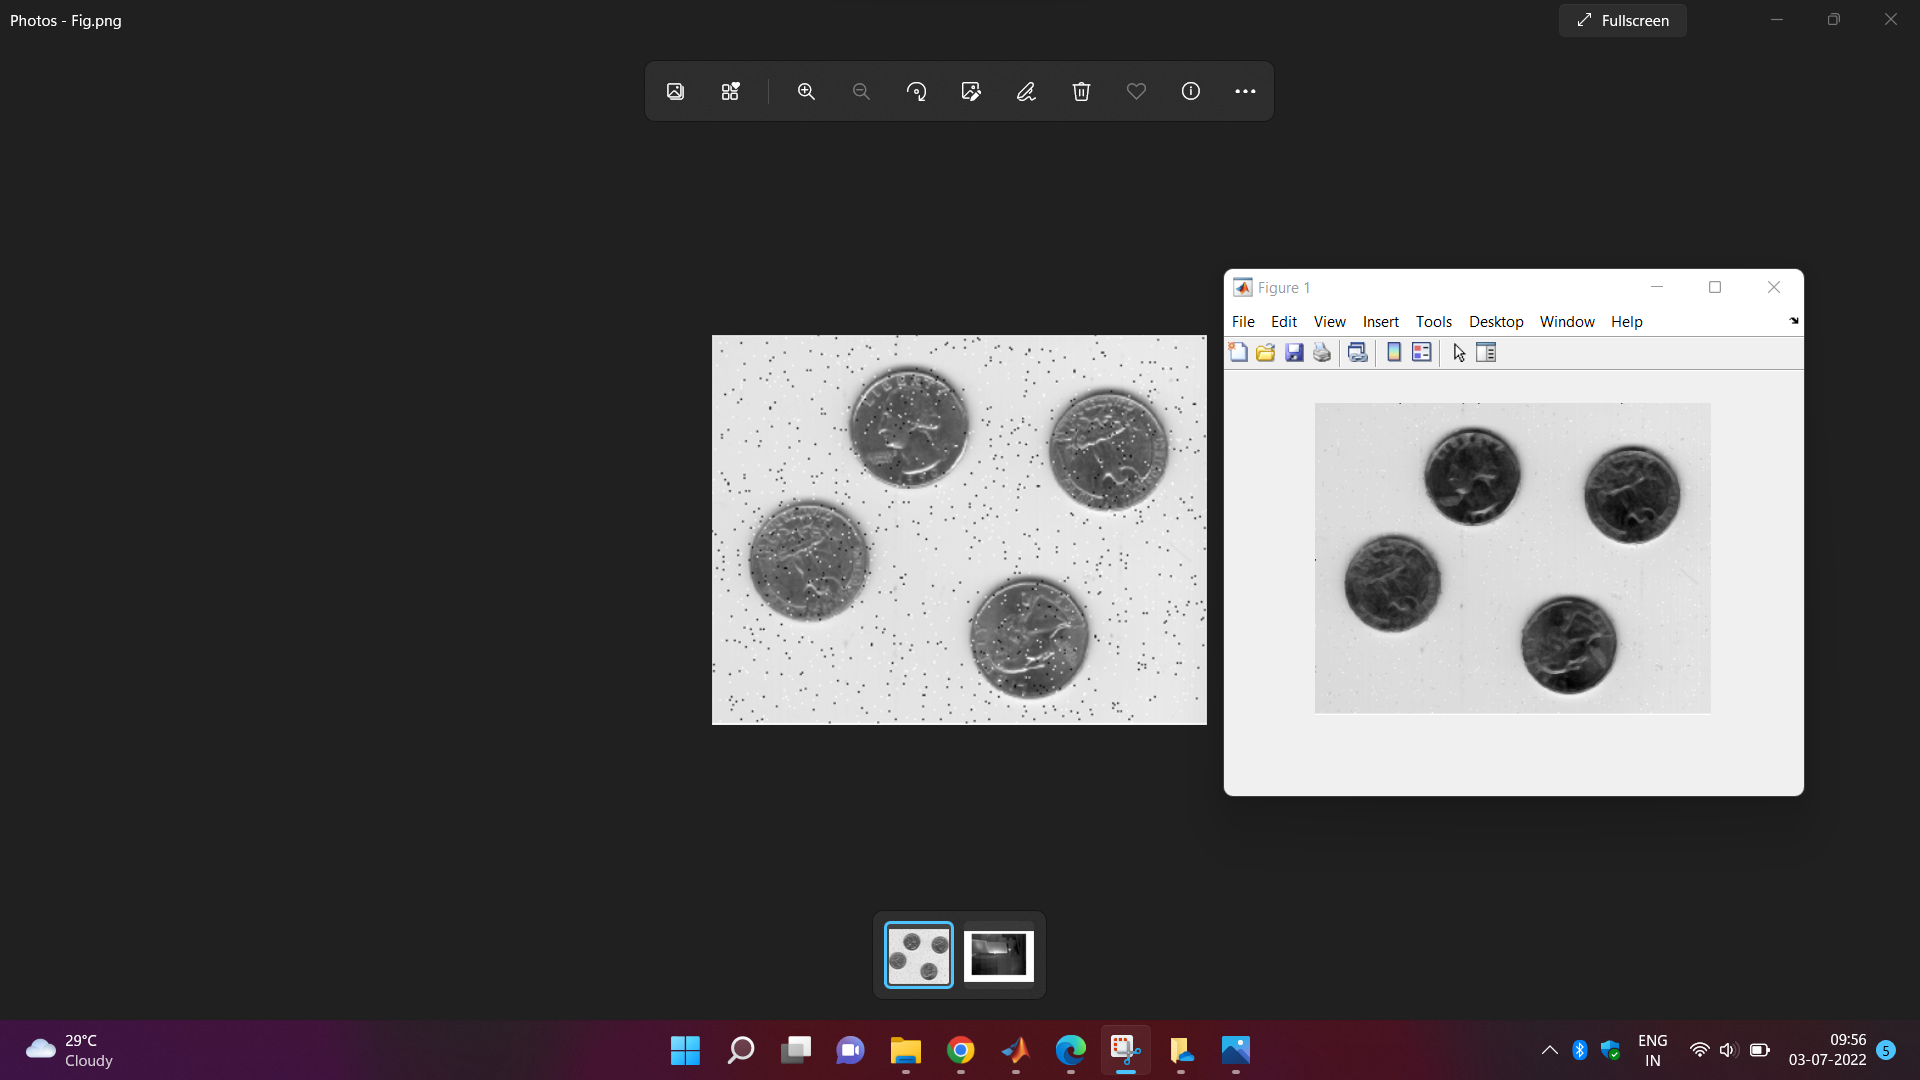 Photos - Fig.png
Fullscreen
Figure 1
File Edit View Insert Tools Desktop Window Help
29°C
Cloudy
ENG
IN
09:56
03-07-2022
5